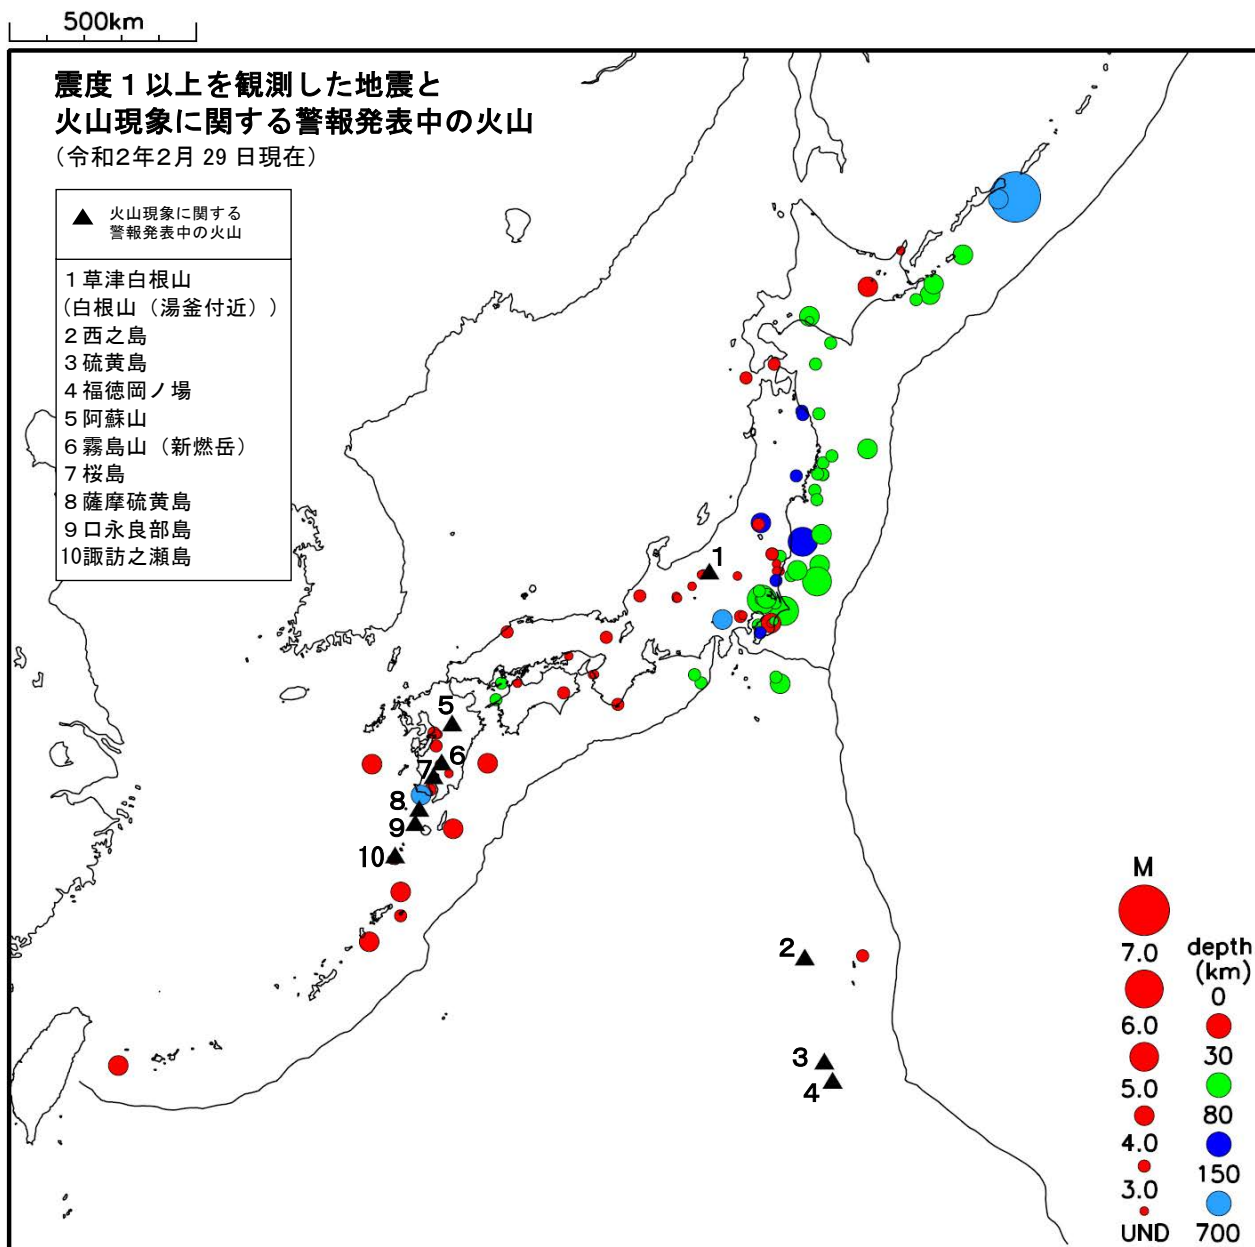 500km
震度１以上を観測した地震と
火山現象に関する警報発表中の火山
（令和2年2月 29 日現在）
▲ 火山現象に関する
警報発表中の火山
1 草津白根山
(白根山（湯釜付近））
2 西之島
3 硫黄島
4 福徳岡ノ場
5 阿蘇山
6 霧島山（新燃岳）
7 桜島
8 薩摩硫黄島
9 口永良部島
10 諏訪之瀬島
1
5
6
7
8
9
10
2
3
4
M
7.0
6.0
5.0
4.0
3.0
UND
depth
(km)
0
30
80
150
700